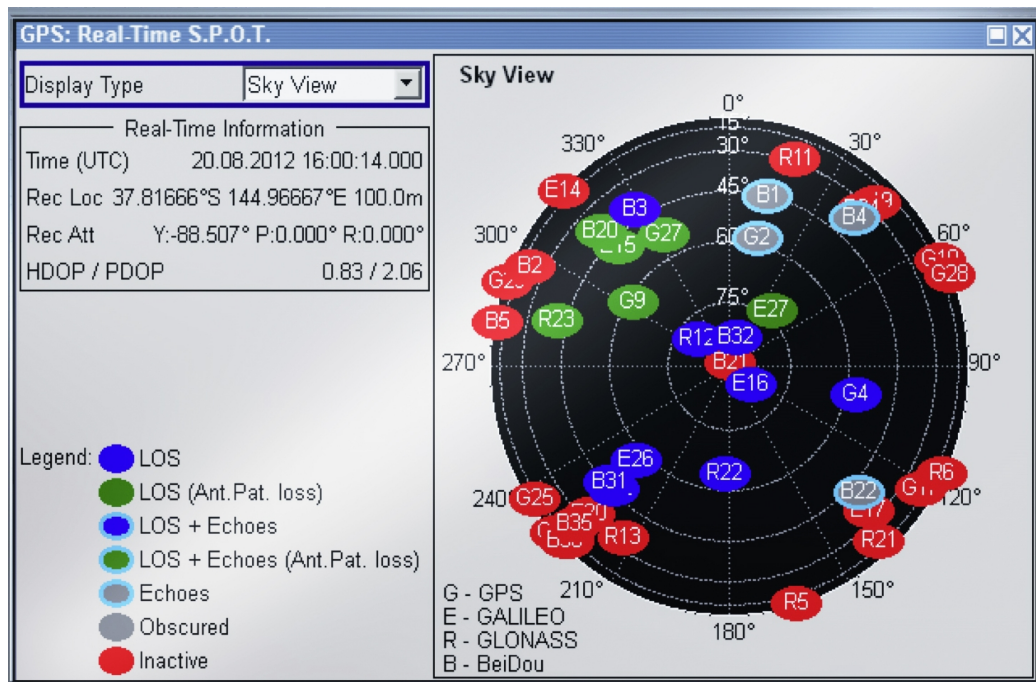 GPS: Real-Time S.P.O.T.
Display Type Sky View
Real-Time Information
Time (UTC) 20.08.2012 16:00:14.000
Rec Loc 37.81666°S 144.96667°E 100.0m
Rec Att Y:-88.507° P:0.000° R:0.000°
HDOP / PDOP 0.83 / 2.06
Legend:
LOS
LOS (Ant.Pat. loss)
LOS + Echoes
LOS + Echoes (Ant.Pat. loss)
Echoes
Obscured
Inactive
Sky View
0°
15°
330° 30° 30°
R11
E14 45° B1
B3 B4
B20 G27 G2
300° 60° 60°
B2 G28
G9 75° E27
B5 R23
R12 B32
270° B21 90°
E16 G4
E26 R22 R6
B31 B22
240° G25 120°
B35 R13 R21
210° R5 150°
180°
G - GPS
E - GALILEO
R - GLONASS
B - BeiDou